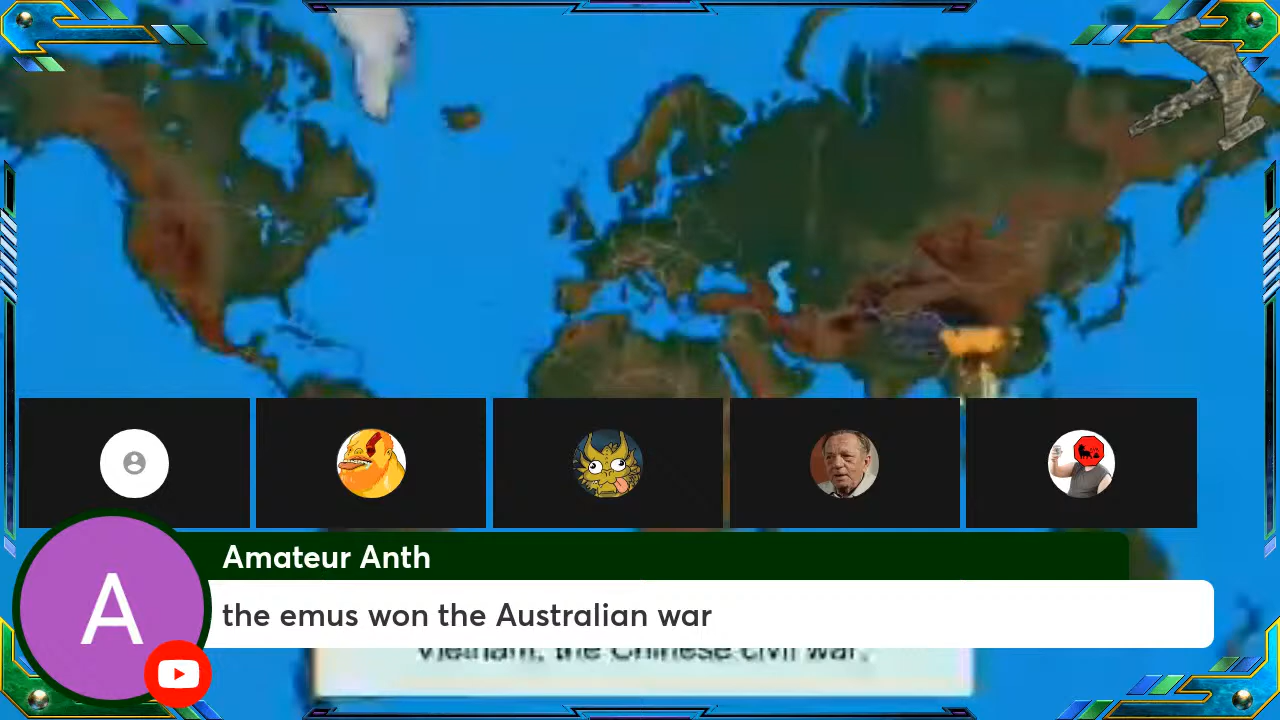 Amateur Anth
A
the emus won the Australian war
Vietnam, the Chinese civil war,